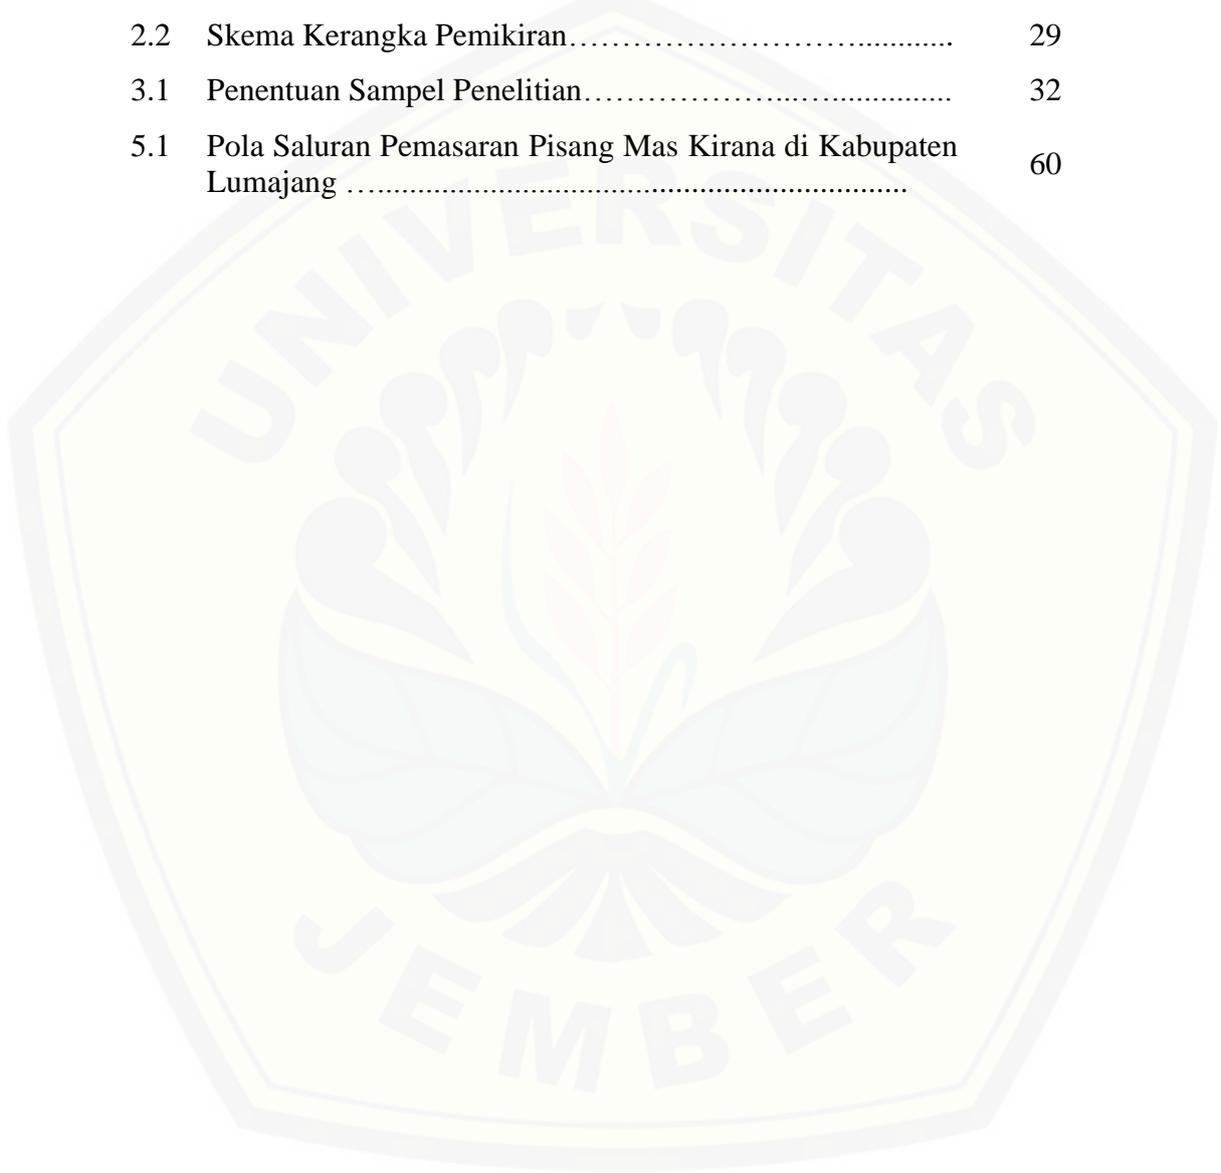 2.2 Skema Kerangka Pemikiran………………………............ 29
3.1 Penentuan Sampel Penelitian………………...…............... 32
5.1 Pola Saluran Pemasaran Pisang Mas Kirana di Kabupaten
Lumajang …................................................................... 60
UNIVERSITAS
JEMBER